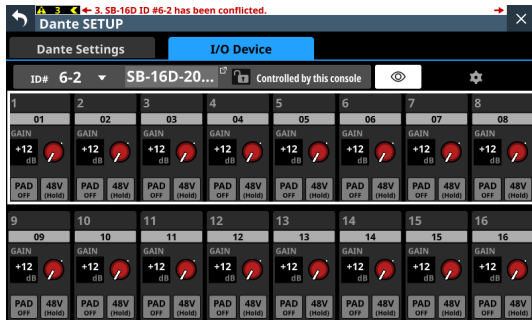 3 ← 3. SB-16D ID #6-2 has been conflicted. →
Dante SETUP
Dante Settings I/O Device
ID# 6-2 SB-16D-20... Controlled by this console
1 2 3 4 5 6 7 8
01 02 03 04 05 06 07 08
GAIN GAIN GAIN GAIN GAIN GAIN GAIN GAIN
+12 +12 +12 +12 +12 +12 +12 +12
dB dB dB dB dB dB dB dB
PAD 48V PAD 48V PAD 48V PAD 48V PAD 48V PAD 48V PAD 48V PAD 48V
OFF (Hold) OFF (Hold) OFF (Hold) OFF (Hold) OFF (Hold) OFF (Hold) OFF (Hold) OFF (Hold)
9 10 11 12 13 14 15 16
09 10 11 12 13 14 15 16
GAIN GAIN GAIN GAIN GAIN GAIN GAIN GAIN
+12 +12 +12 +12 +12 +12 +12 +12
dB dB dB dB dB dB dB dB
PAD 48V PAD 48V PAD 48V PAD 48V PAD 48V PAD 48V PAD 48V PAD 48V
OFF (Hold) OFF (Hold) OFF (Hold) OFF (Hold) OFF (Hold) OFF (Hold) OFF (Hold) OFF (Hold)